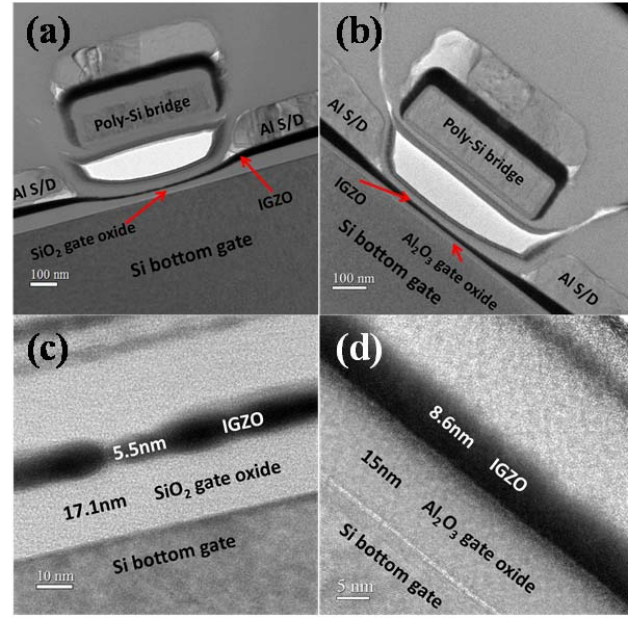 (a)
Poly-Si bridge
Al S/D
Al S/D
IGZO
SiO₂ gate oxide
Si bottom gate
100 nm
(b)
Al S/D
Poly-Si bridge
IGZO
Al₂O₃ gate oxide
Al S/D
Si bottom gate
100 nm
(c)
IGZO
5.5nm
SiO₂ gate oxide
17.1nm
Si bottom gate
10 nm
(d)
8.6nm
IGZO
15nm
Al₂O₃ gate oxide
Si bottom gate
5 nm